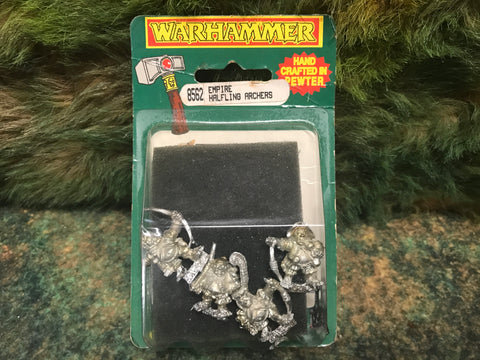 WARHAMMER
HAND
CRAFTED IN
PEWTER
8562 EMPIRE
HALFLING ARCHERS